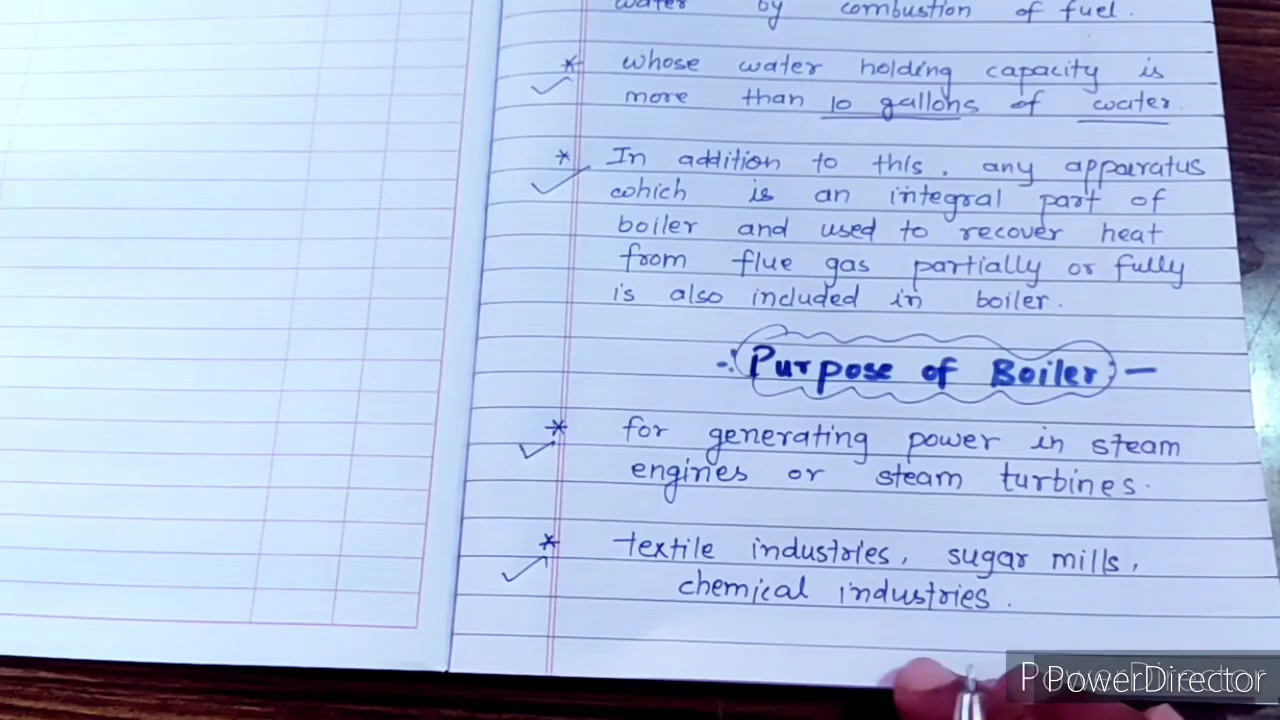 water by combustion of fuel.
* whose water holding capacity is
more than 10 gallons of water.
* In addition to this, any apparatus
which is an integral part of
boiler and used to recover heat
from flue gas partially or fully
is also included in boiler.
-: Purpose of Boiler :-
* for generating power in steam
engines or steam turbines.
* textile industries, sugar mills,
chemical industries.
PowerDirector